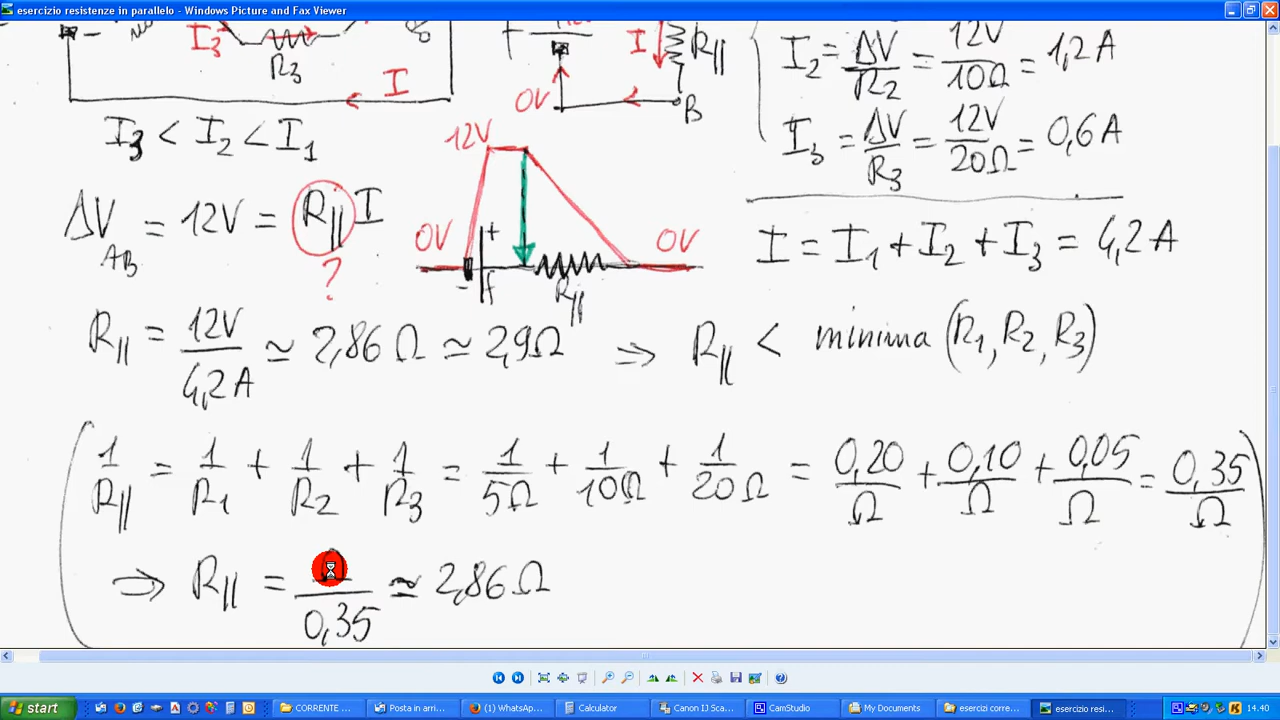 esercizio resistenze in parallelo - Windows Picture and Fax Viewer
I3
R3
I
I
R||
0V
B
I2 = ΔV/R2 = 12V/10Ω = 1,2 A
I3 = ΔV/R3 = 12V/20Ω = 0,6 A
I3 < I2 < I1
12V
ΔV AB = 12V = R|| I
?
0V
0V
+
-
R||
I = I1 + I2 + I3 = 4,2 A
R|| = 12V/4,2 A ≃ 2,86 Ω ≃ 2,9 Ω ⇒ R|| < minima (R1, R2, R3)
(1/R|| = 1/R1 + 1/R2 + 1/R3 = 1/5Ω + 1/10Ω + 1/20Ω = 0,20/Ω + 0,10/Ω + 0,05/Ω = 0,35/Ω
⇒ R|| = Ω/0,35 ≃ 2,86 Ω)
start
CORRENTE ...
Posta in arri...
(1) WhatsAp...
Calculator
Canon IJ Sca...
CamStudio
My Documents
esercizi corre...
esercizio resi...
14.40